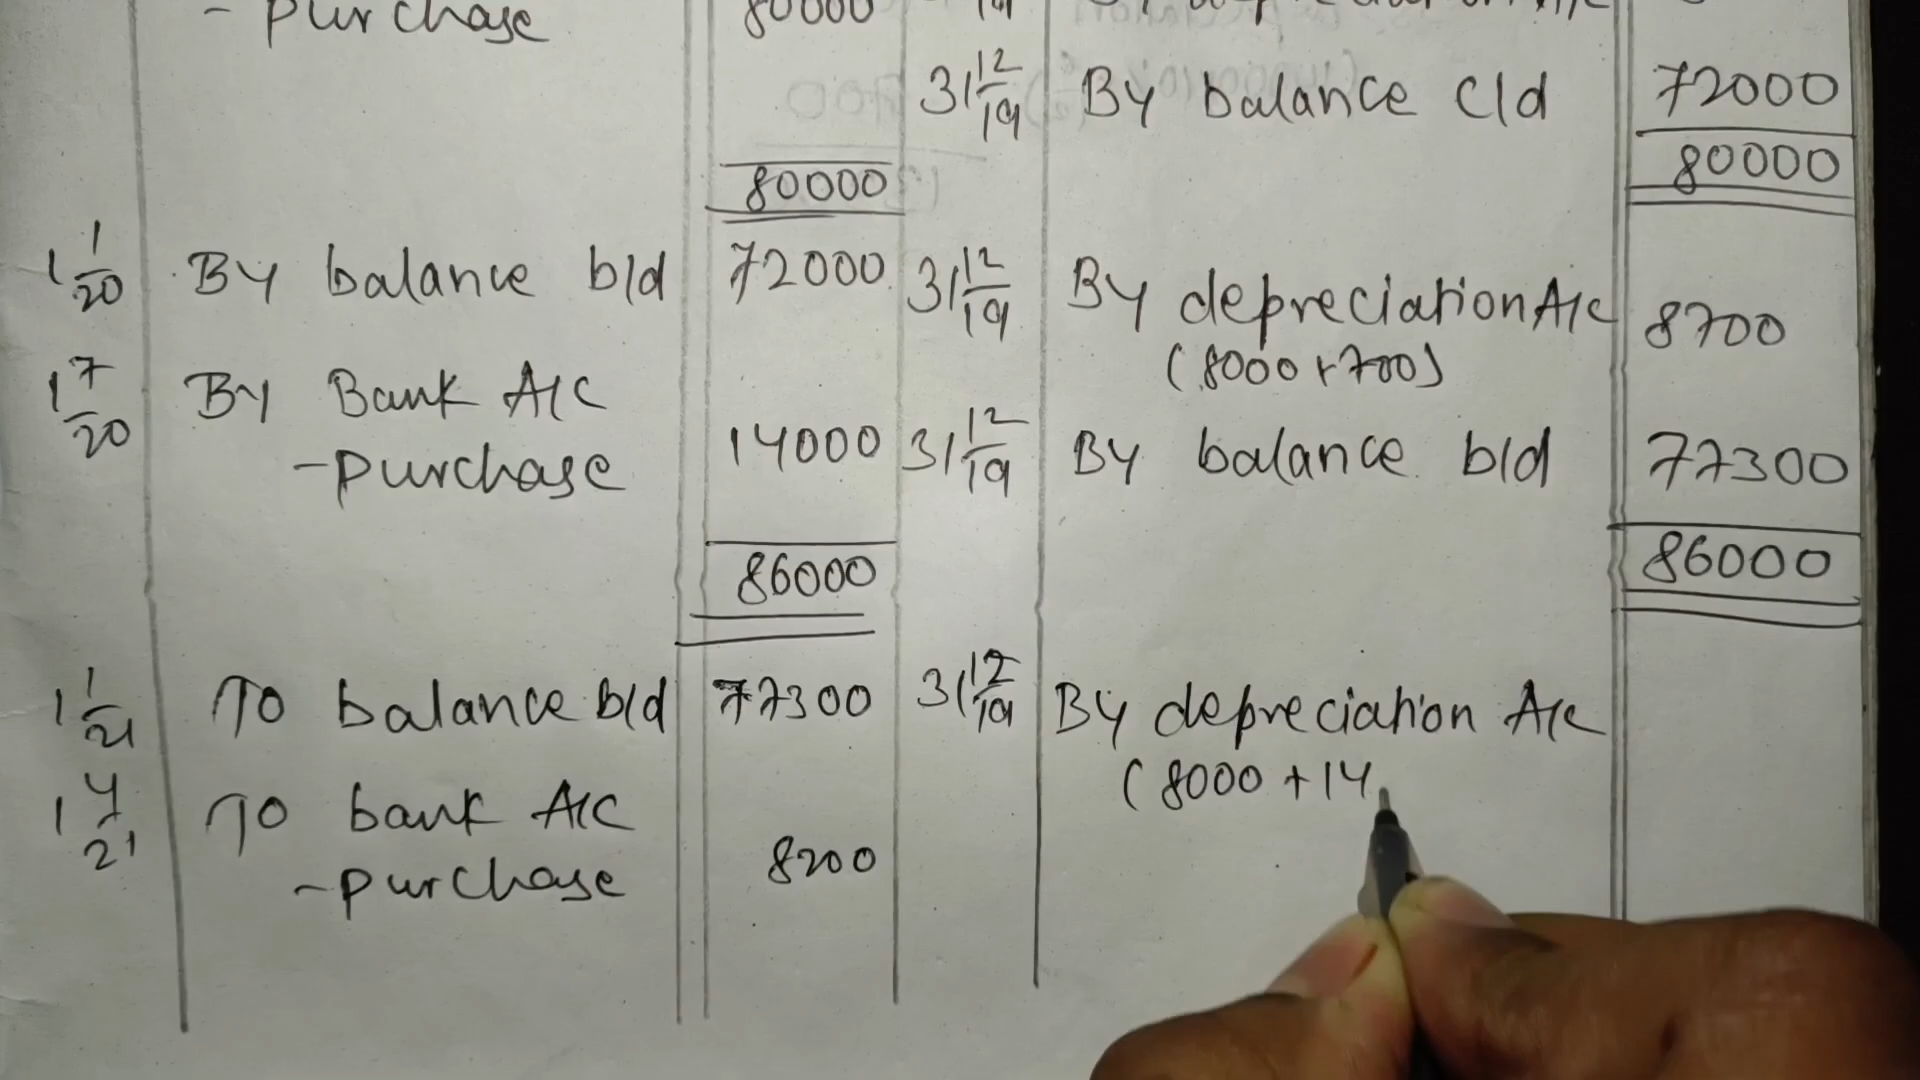 - Purchase 80000
31 12/19 By balance c/d 72000
80000 80000
1 1/20 By balance b/d 72000 31 12/19 By depreciation A/c 8700
(8000+700)
1 7/20 By Bank A/c
- Purchase 14000 31 12/19 By balance b/d 77300
86000 86000
1 1/21 To balance b/d 77300 31 12/19 By depreciation A/c
(8000 + 14
1 4/21 To bank A/c
- Purchase 8200